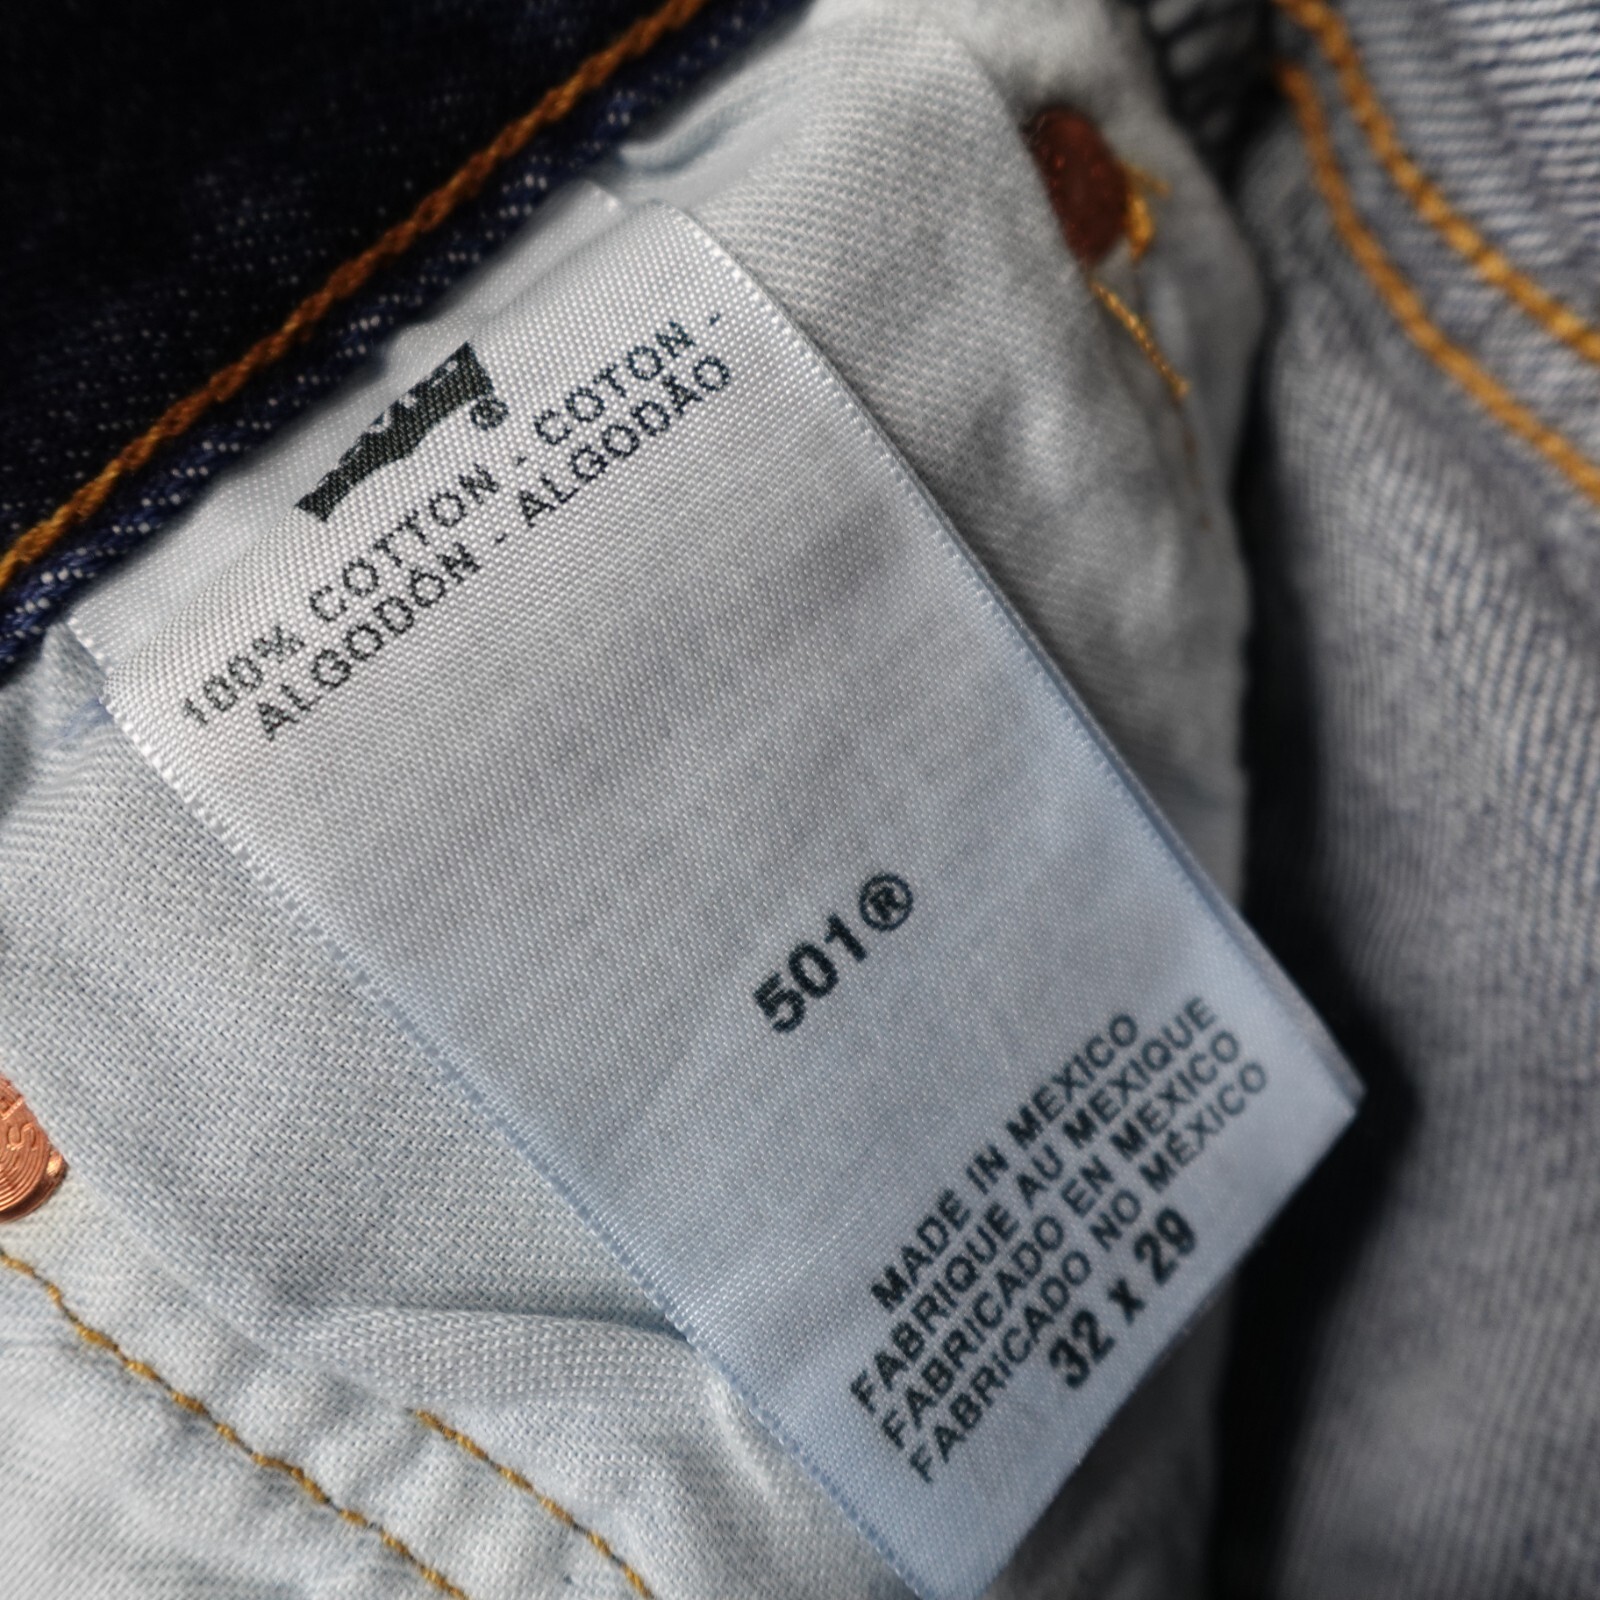 ®
100% COTTON - COTON -
ALGODÓN - ALGODÃO
501®
MADE IN MEXICO
FABRIQUE AU MEXIQUE
FABRICADO EN MEXICO
FABRICADO NO MÉXICO
32 x 29